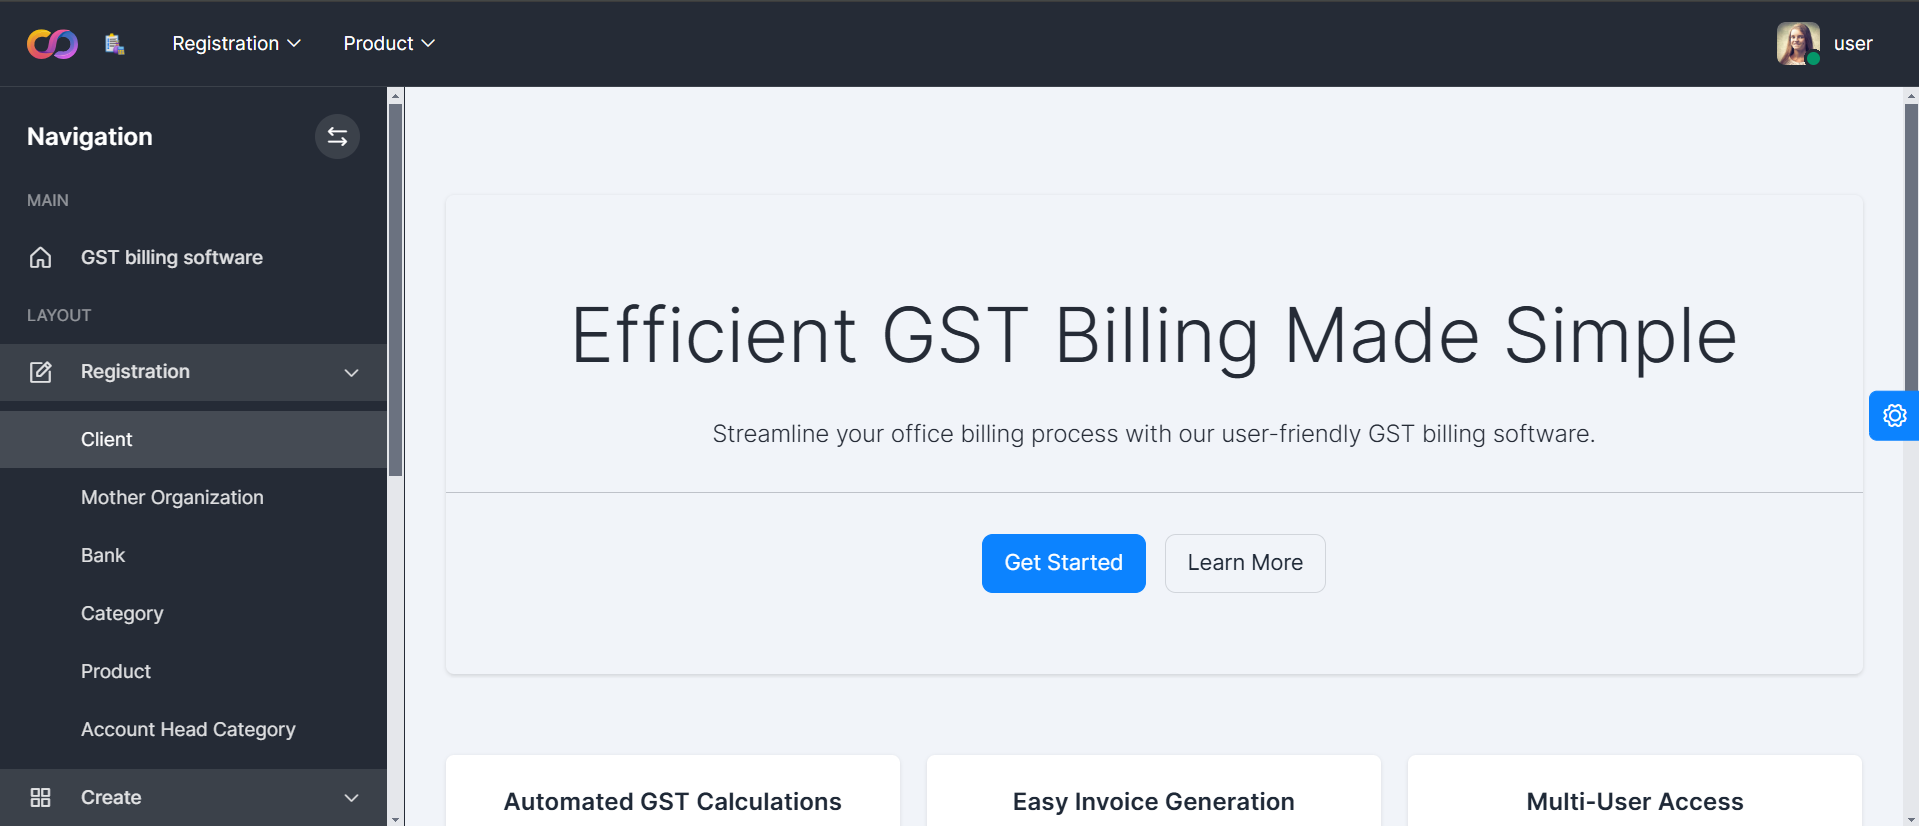 Registration
Product
user
Navigation
MAIN
GST billing software
LAYOUT
Registration
Client
Mother Organization
Bank
Category
Product
Account Head Category
Create
Efficient GST Billing Made Simple
Streamline your office billing process with our user-friendly GST billing software.
Get Started
Learn More
Automated GST Calculations
Easy Invoice Generation
Multi-User Access